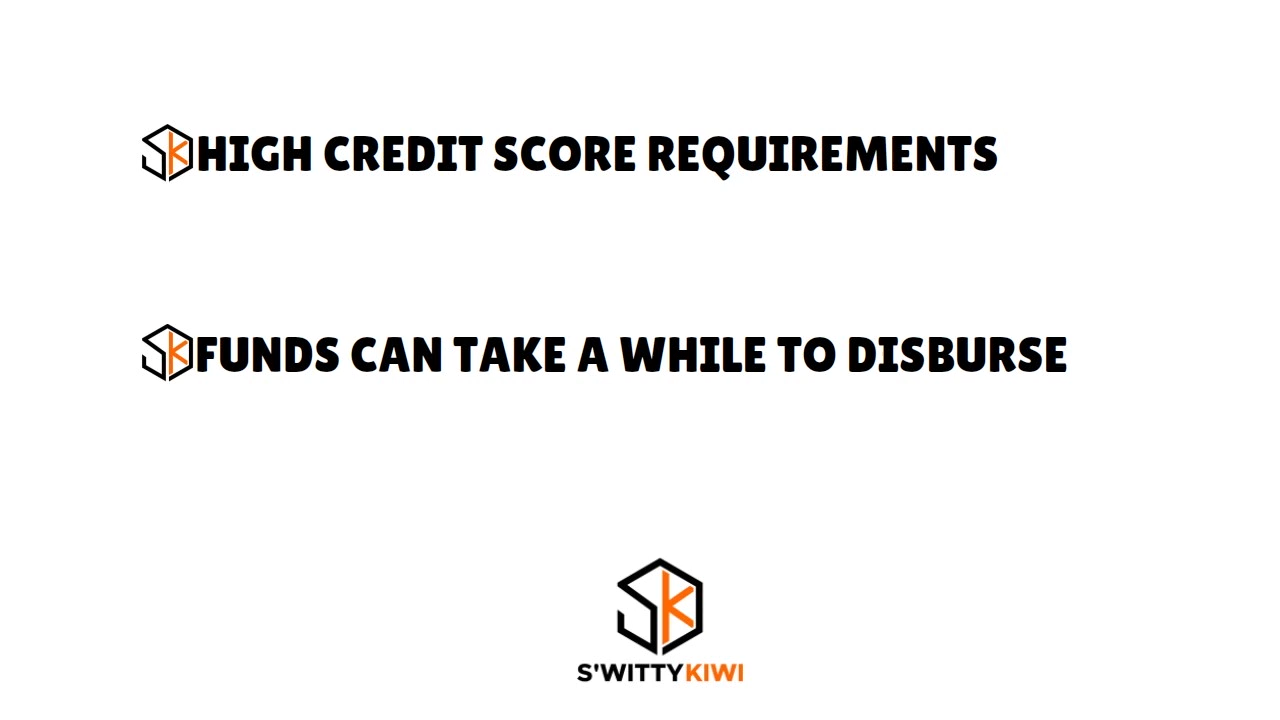 HIGH CREDIT SCORE REQUIREMENTS
FUNDS CAN TAKE A WHILE TO DISBURSE
S'WITTYKIWI